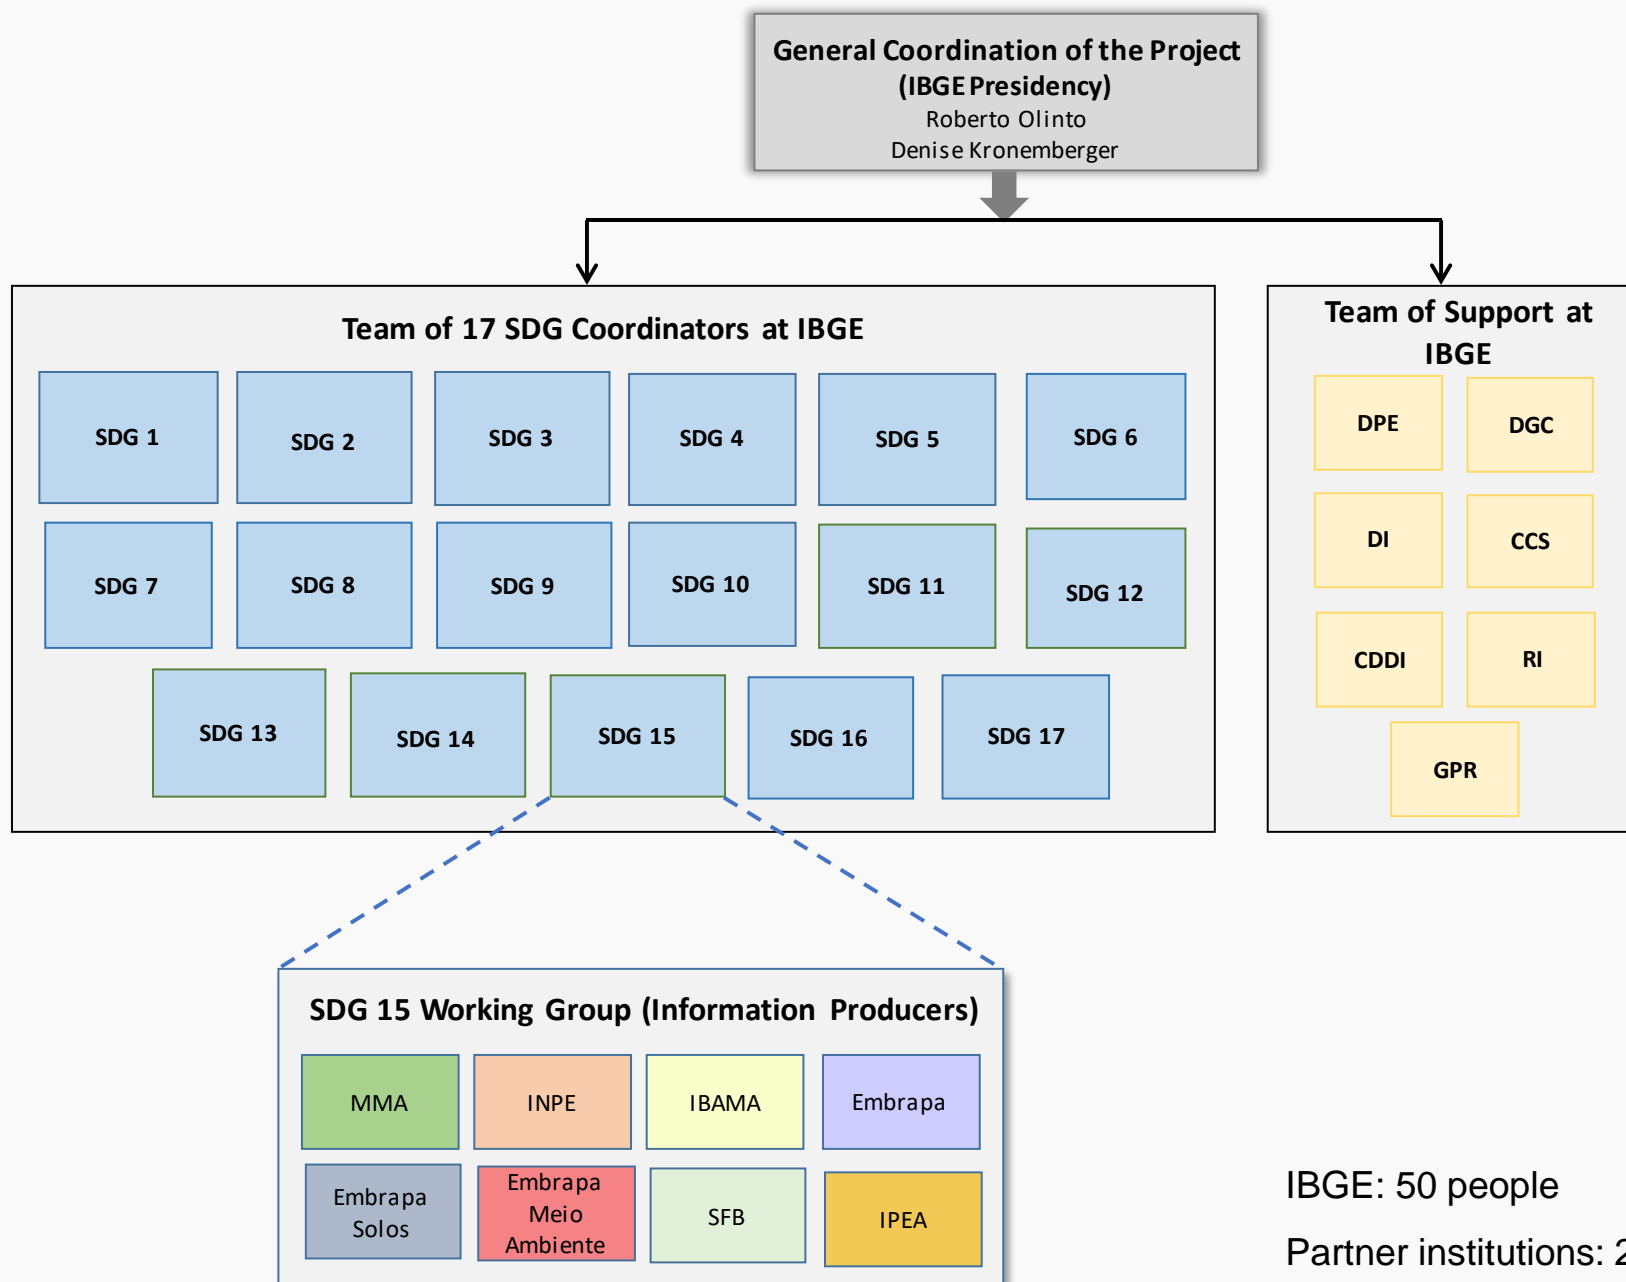 General Coordination of the Project
(IBGE Presidency)
Roberto Olinto
Denise Kronemberger
Team of 17 SDG Coordinators at IBGE
SDG 1
SDG 2
SDG 3
SDG 4
SDG 5
SDG 6
SDG 7
SDG 8
SDG 9
SDG 10
SDG 11
SDG 12
SDG 13
SDG 14
SDG 15
SDG 16
SDG 17
Team of Support at
IBGE
DPE
DGC
DI
CCS
CDDI
RI
GPR
SDG 15 Working Group (Information Producers)
MMA
INPE
IBAMA
Embrapa
Embrapa
Solos
Embrapa
Meio
Ambiente
SFB
IPEA
IBGE: 50 people
Partner institutions: